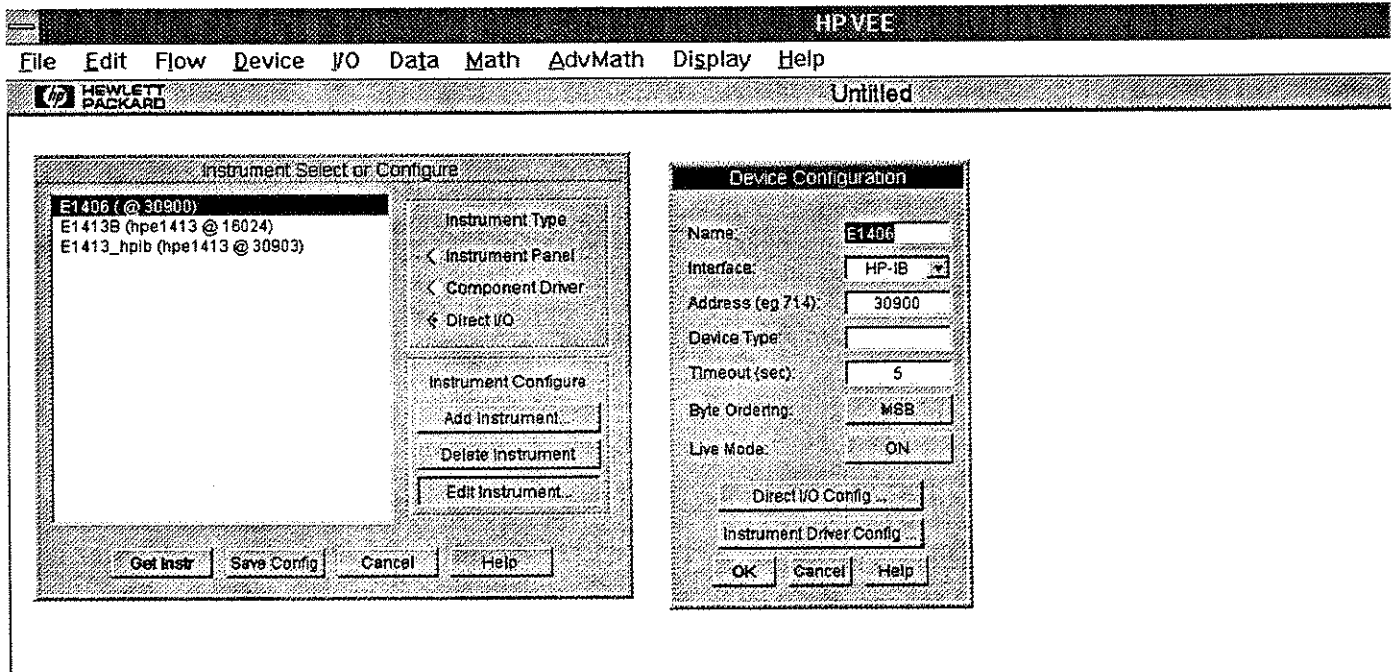 HP VEE
File Edit Flow Device I/O Data Math AdvMath Display Help
hp HEWLETT PACKARD
Untitled
Instrument Select or Configure
E1406 ( @ 30900)
E1413B (hpe1413 @ 16024)
E1413_hpib (hpe1413 @ 30903)
Instrument Type
Instrument Panel
Component Driver
Direct I/O
Instrument Configure
Add Instrument...
Delete Instrument
Edit Instrument...
Get Instr Save Config Cancel Help
Device Configuration
Name: E1406
Interface: HP-IB
Address (eg 714): 30900
Device Type:
Timeout (sec): 5
Byte Ordering: MSB
Live Mode: ON
Direct I/O Config ...
Instrument Driver Config ...
OK Cancel Help